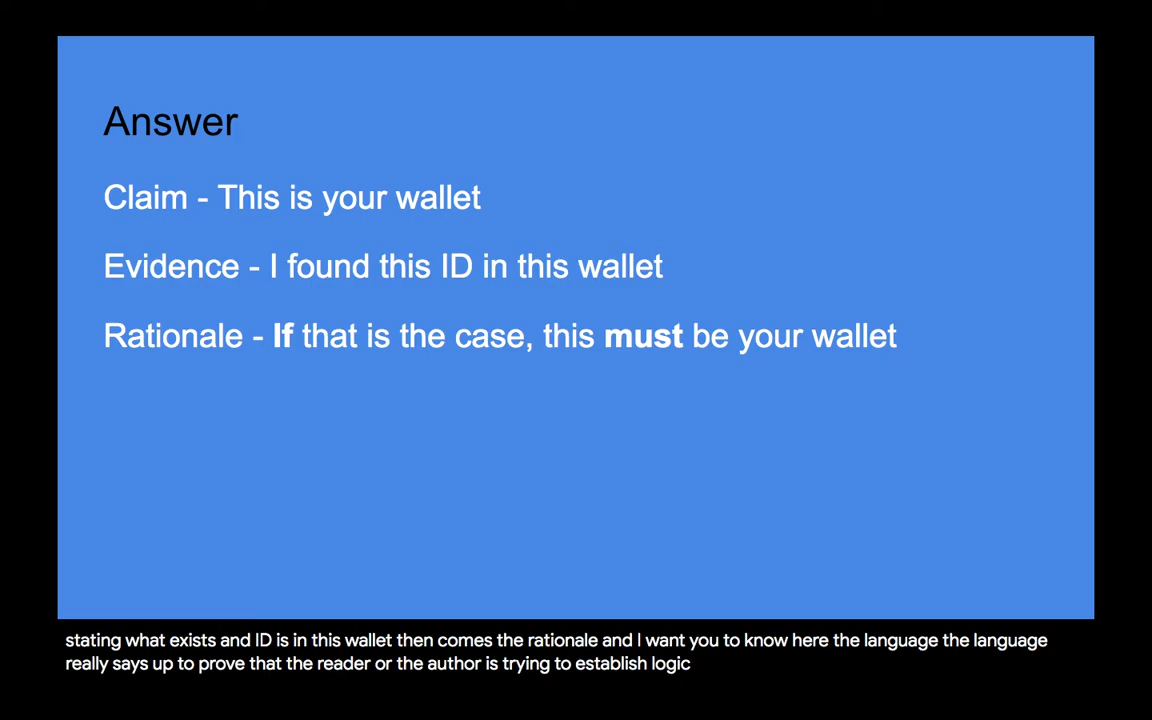 Answer
Claim - This is your wallet
Evidence - I found this ID in this wallet
Rationale - If that is the case, this must be your wallet
stating what exists and ID is in this wallet then comes the rationale and I want you to know here the language the language
really says up to prove that the reader or the author is trying to establish logic